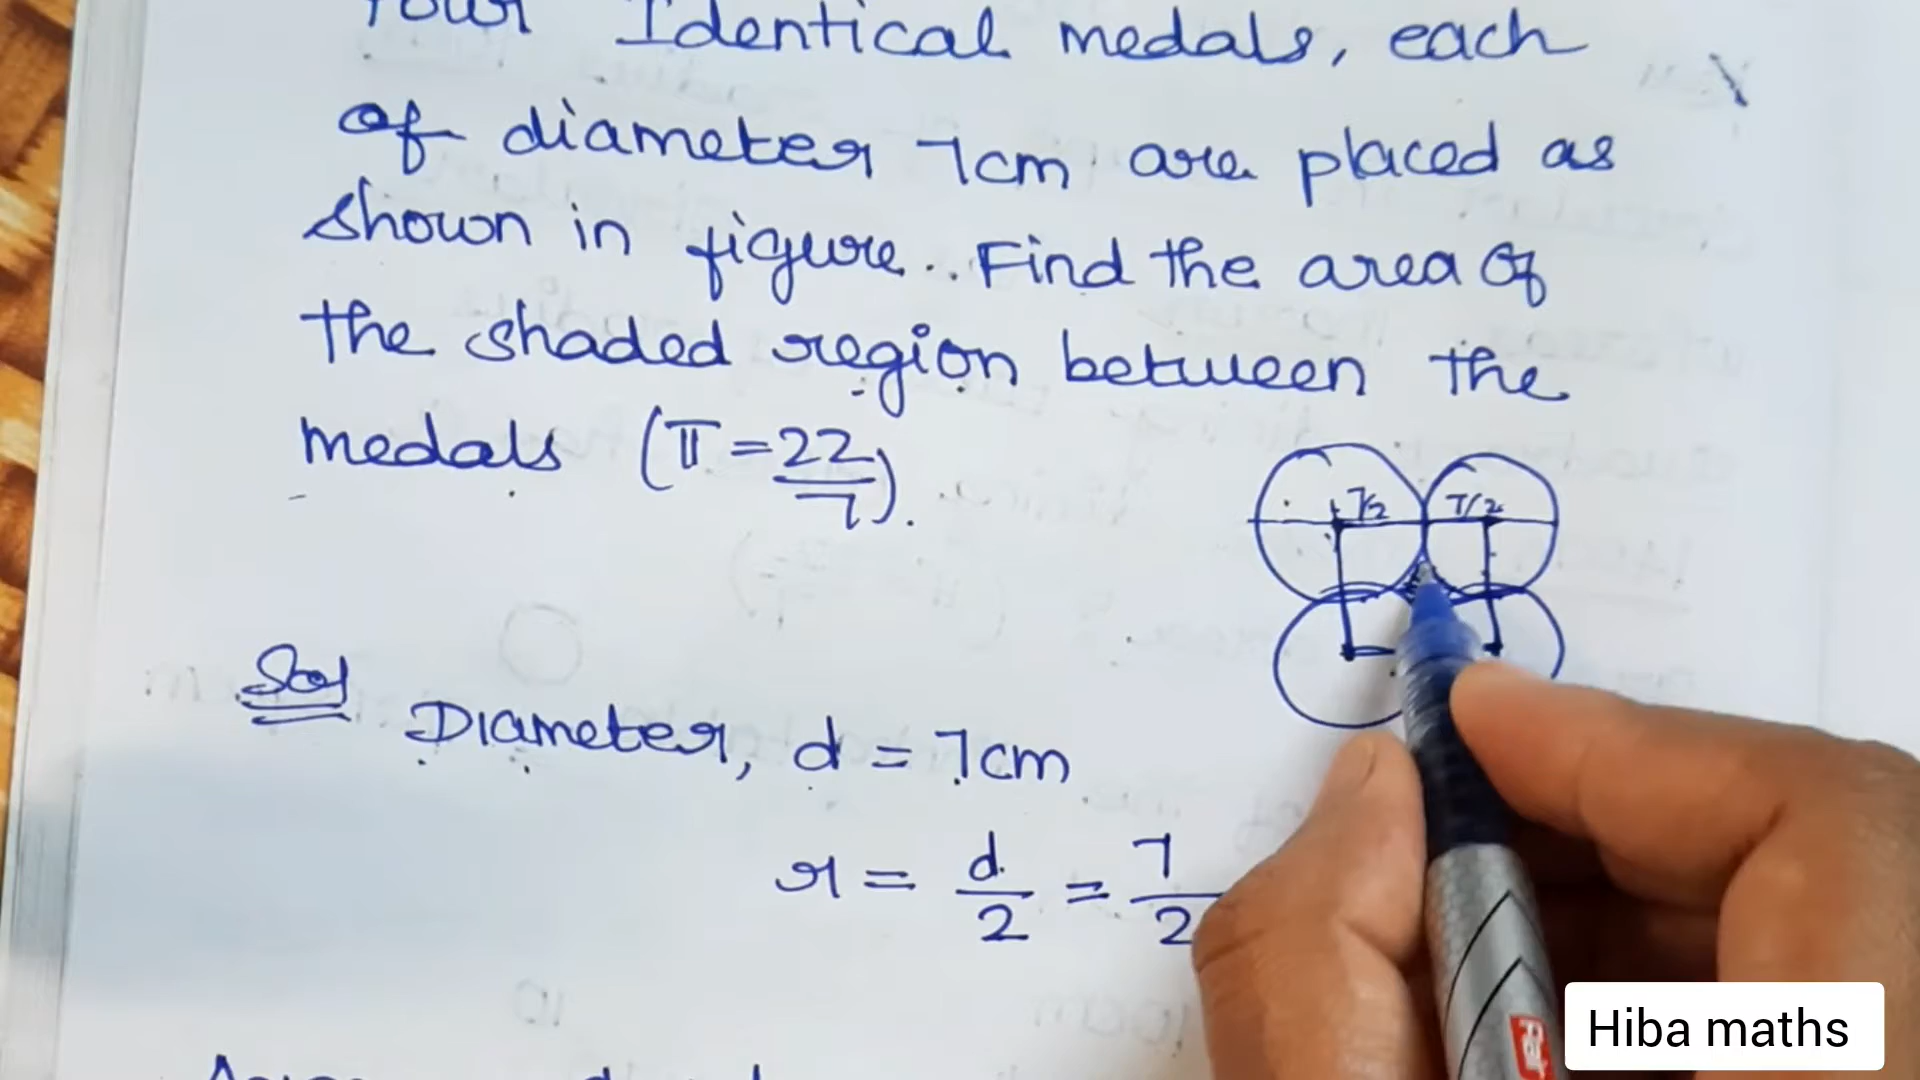 Four Identical medals, each
of diameter 7cm are placed as
shown in figure.. Find the area of
the shaded region between the
medals (π = 22/7).
7/2 7/2
Sol
Diameter, d = 7cm
r = d/2 = 7/2
Hiba maths